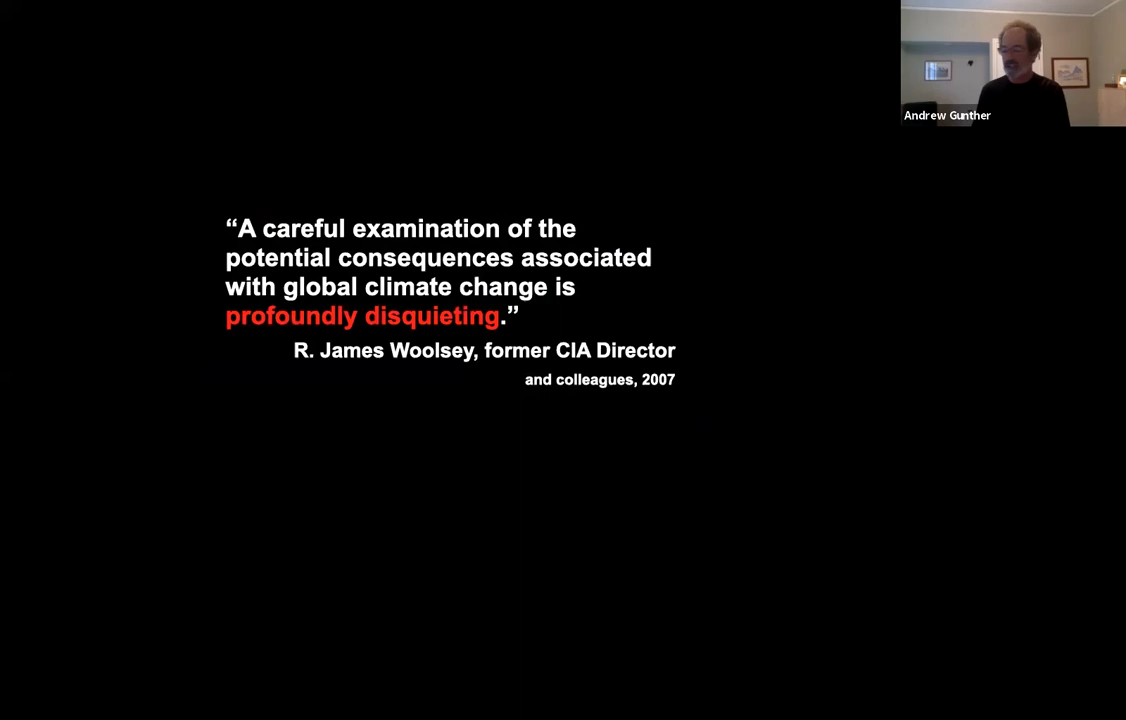 Andrew Gunther
“A careful examination of the
potential consequences associated
with global climate change is
profoundly disquieting.”
R. James Woolsey, former CIA Director
and colleagues, 2007